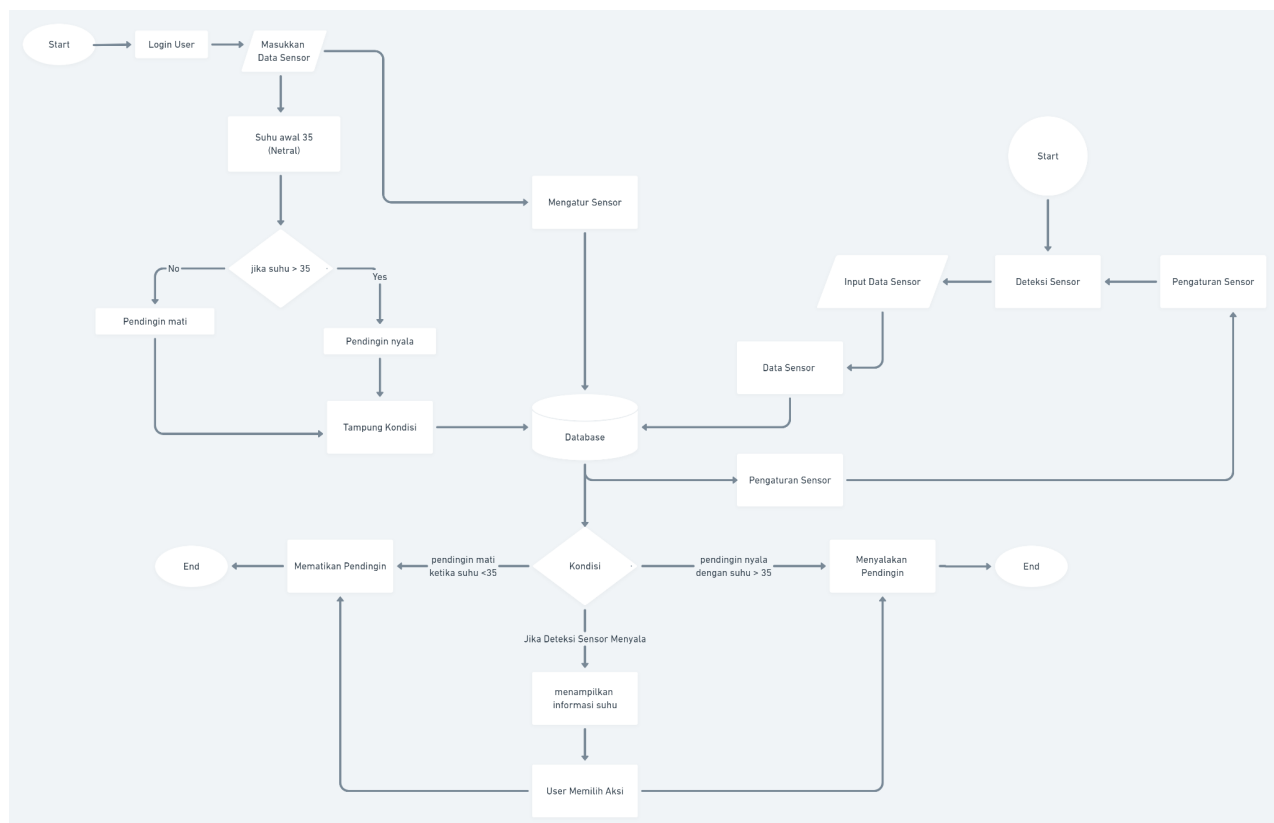 Start
Login User
Masukkan
Data Sensor
Suhu awal 35
(Netral)
Start
Mengatur Sensor
jika suhu > 35
No
Yes
Input Data Sensor
Deteksi Sensor
Pengaturan Sensor
Pendingin mati
Pendingin nyala
Data Sensor
Tampung Kondisi
Database
Pengaturan Sensor
End
Mematikan Pendingin
pendingin mati
ketika suhu <35
Kondisi
pendingin nyala
dengan suhu > 35
Menyalakan
Pendingin
End
Jika Deteksi Sensor Menyala
menampilkan
informasi suhu
User Memilih Aksi